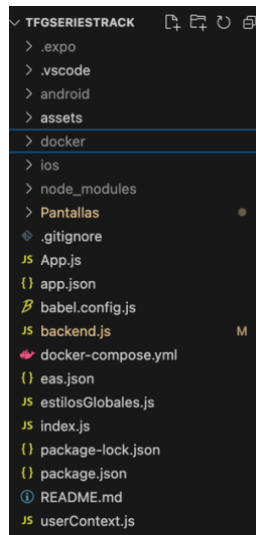 TFGSERIESTRACK
.expo
.vscode
android
assets
docker
ios
node_modules
Pantallas
.gitignore
JS App.js
{} app.json
babel.config.js
JS backend.js M
docker-compose.yml
{} eas.json
JS estilosGlobales.js
JS index.js
{} package-lock.json
{} package.json
README.md
JS userContext.js